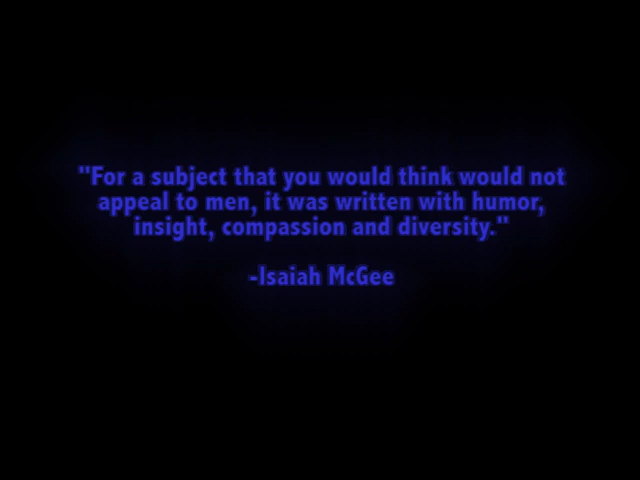 "For a subject that you would think would not
appeal to men, it was written with humor,
insight, compassion and diversity."
-Isaiah McGee